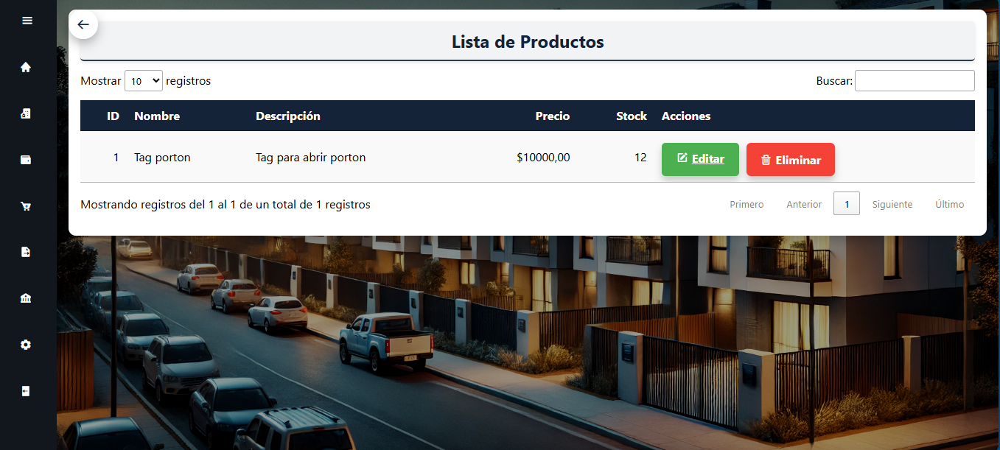 Lista de Productos
Mostrar 10 registros Buscar:
ID Nombre Descripción Precio Stock Acciones
1 Tag porton Tag para abrir porton $10000,00 12 Editar Eliminar
Mostrando registros del 1 al 1 de un total de 1 registros Primero Anterior 1 Siguiente Último